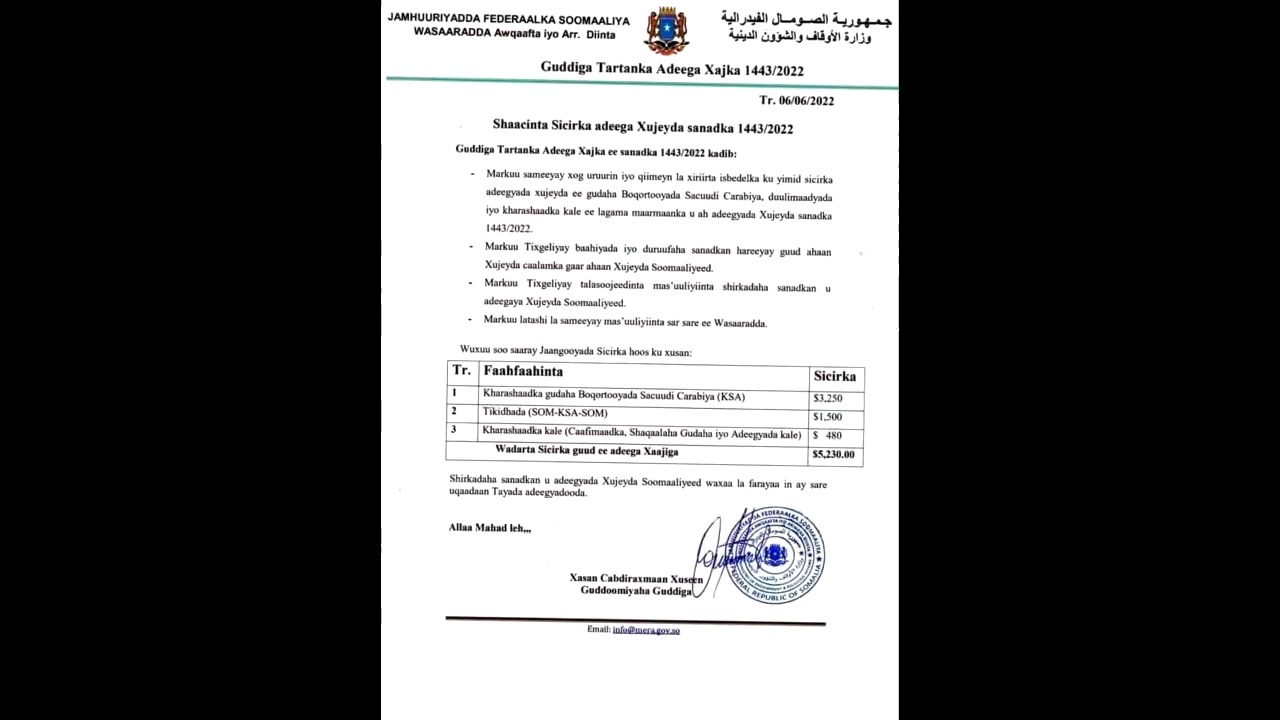 JAMHUURIYADDA FEDERAALKA SOOMAALIYA
WASAARADDA Awqaafta iyo Arr. Diinta
جمهورية الصومال الفيدرالية
وزارة الأوقاف والشؤون الدينية
Guddiga Tartanka Adeega Xajka 1443/2022
Tr. 06/06/2022
Shaacinta Sicirka adeega Xujeyda sanadka 1443/2022
Guddiga Tartanka Adeega Xajka ee sanadka 1443/2022 kadib:
- Markuu sameeyay xog uruurin iyo qiimeyn la xiriirta isbedelka ku yimid sicirka
adeegyada xujeyda ee gudaha Boqortooyada Sacuudi Carabiya, duulimaadyada
iyo kharashaadka kale ee lagama maarmaanka u ah adeegyada Xujeyda sanadka
1443/2022.
- Markuu Tixgeliyay baahiyada iyo duruufaha sanadkan hareeyay guud ahaan
Xujeyda caalamka gaar ahaan Xujeyda Soomaaliyeed.
- Markuu Tixgeliyay talasoojeedinta mas'uuliyiinta shirkadaha sanadkan u
adeegaya Xujeyda Soomaaliyeed.
- Markuu latashi la sameeyay mas'uuliyiinta sar sare ee Wasaaradda.
Wuxuu soo saaray Jaangooyada Sicirka hoos ku xusan:
Tr. Faahfaahinta Sicirka
1 Kharashaadka gudaha Boqortooyada Sacuudi Carabiya (KSA) $3,250
2 Tikidhada (SOM-KSA-SOM) $1,500
3 Kharashaadka kale (Caafimaadka, Shaqaalaha Gudaha iyo Adeegyada kale) $ 480
Wadarta Sicirka guud ee adeega Xaajiga $5,230.00
Shirkadaha sanadkan u adeegyada Xujeyda Soomaaliyeed waxaa la farayaa in ay sare
uqaadaan Tayada adeegyadooda.
Allaa Mahad leh,,,
JAMHUURIYADDA FEDERAALKA SOOMAALIYA
FEDERAL REPUBLIC OF SOMALIA
Xasan Cabdiraxmaan Xuseen
Guddoomiyaha Guddiga
Email: info@mera.gov.so